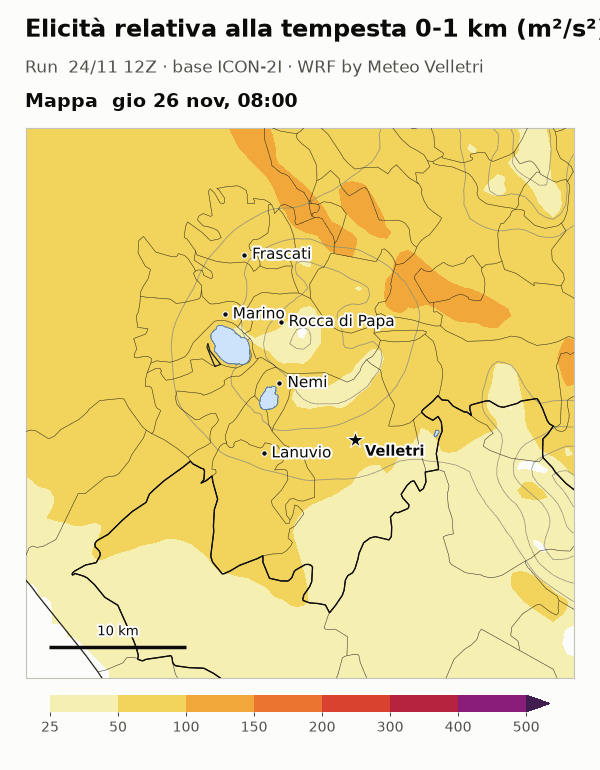 Elicità relativa alla tempesta 0-1 km (m²/s²)
Run  24/11 12Z · base ICON-2I · WRF by Meteo Velletri
Mappa  gio 26 nov, 08:00
Frascati
Marino
Rocca di Papa
Nemi
Velletri
Lanuvio
10 km
25 50 100 150 200 300 400 500